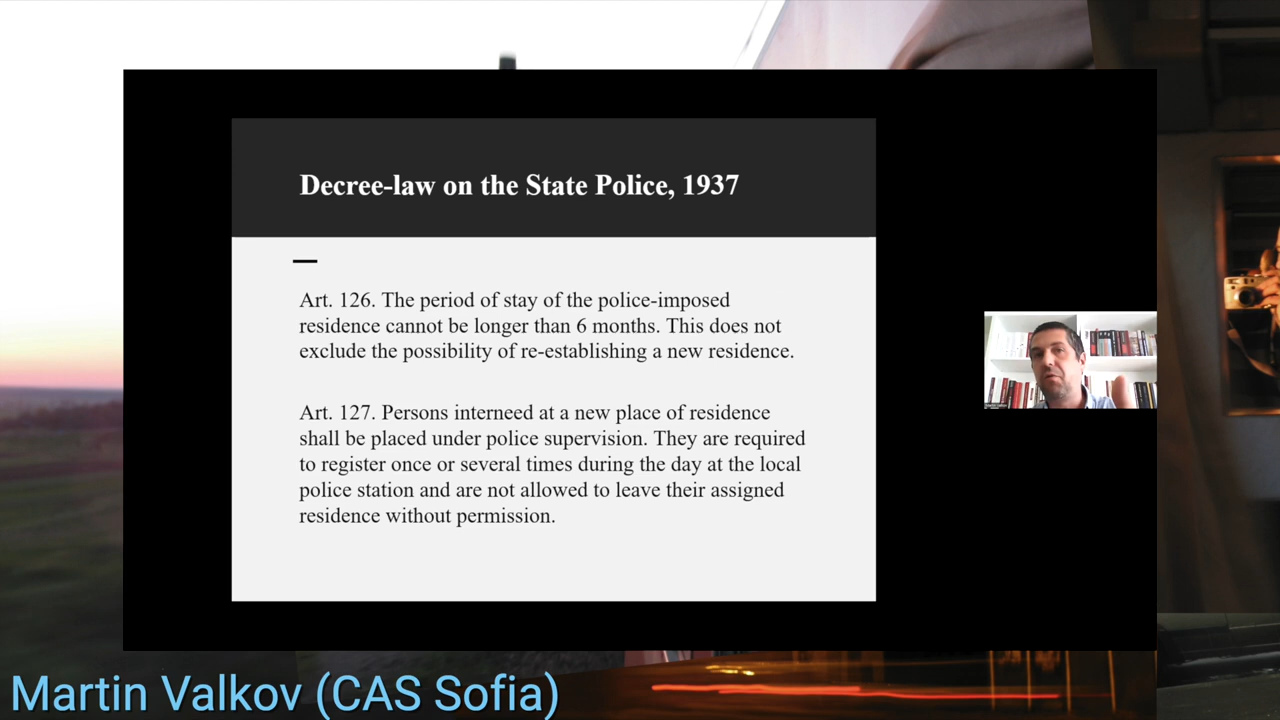 Decree-law on the State Police, 1937
Art. 126. The period of stay of the police-imposed
residence cannot be longer than 6 months. This does not
exclude the possibility of re-establishing a new residence.
Art. 127. Persons interneed at a new place of residence
shall be placed under police supervision. They are required
to register once or several times during the day at the local
police station and are not allowed to leave their assigned
residence without permission.
Martin Valkov (CAS Sofia)